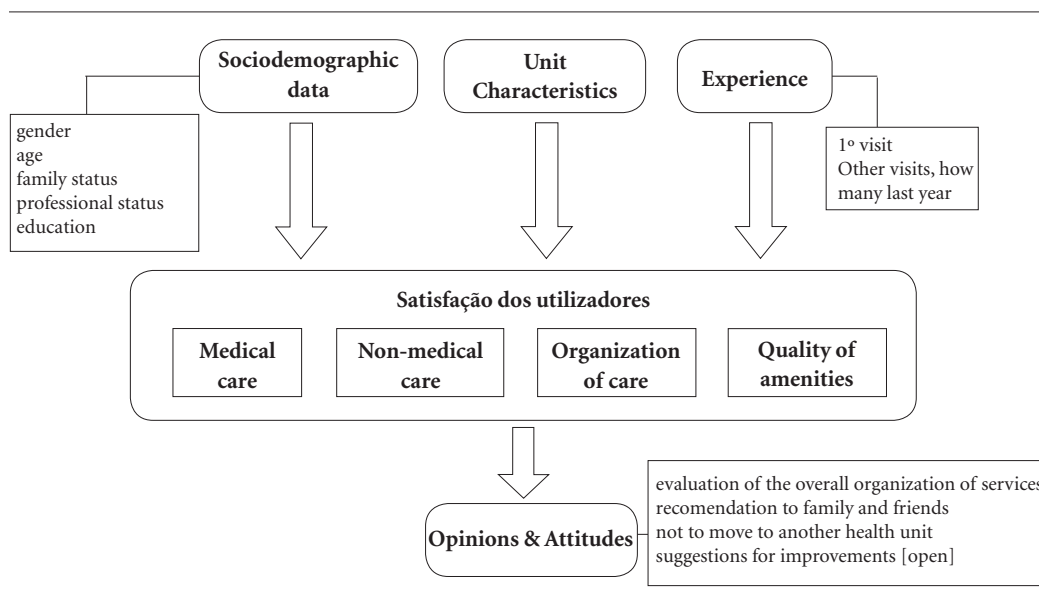 Sociodemographic
data
Unit
Characteristics
Experience
gender
age
family status
professional status
education
1º visit
Other visits, how
many last year
Satisfação dos utilizadores
Medical
care
Non-medical
care
Organization
of care
Quality of
amenities
Opinions & Attitudes
evaluation of the overall organization of services
recomendation to family and friends
not to move to another health unit
suggestions for improvements [open]